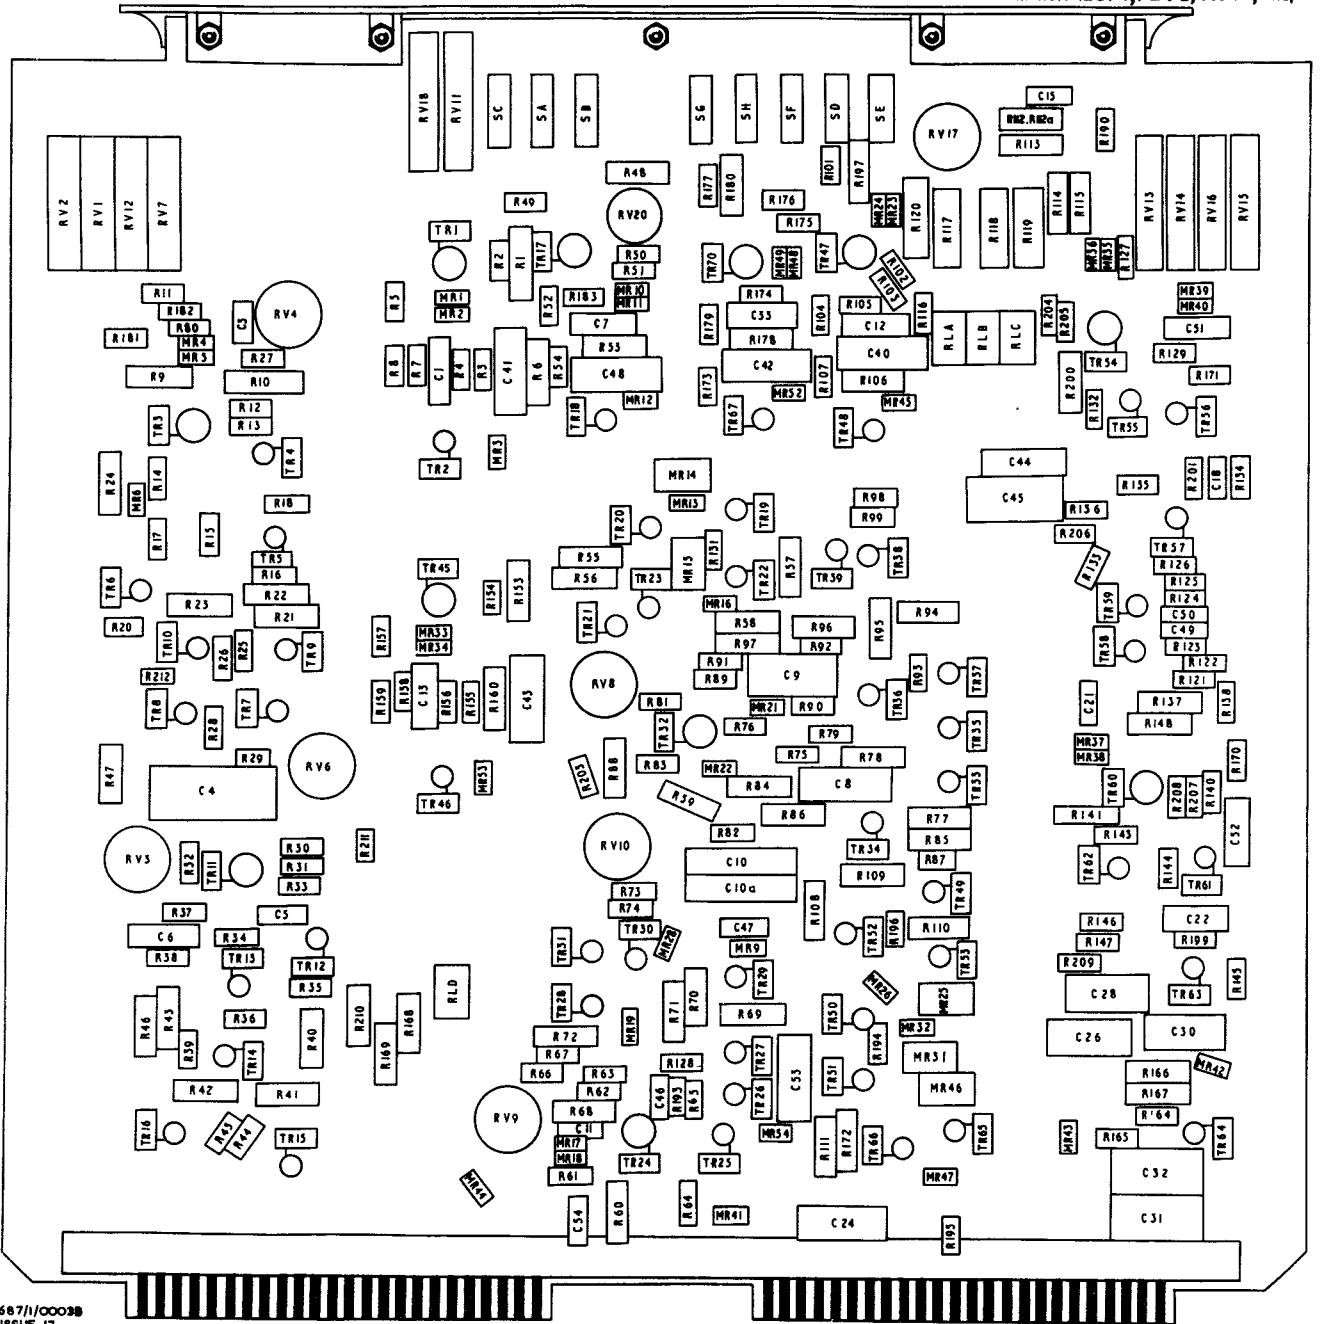 RV18 RV11 SC SA SB SG SH SF SD SE RV17 C15
R113 R190
RV2 RV1 RV12 RV7 R48 R177 R180 R101 R197 R114 R115 RV13 RV14 RV16 RV15
R49 RV20 R176 MR24 MR23 R120 R117 R118 R119
TR1 R175
R2 R1 TR17 R50 R51 TR70 MR49 MR48 TR47 R102 R103 MR36 MR35 R127
R11 R182 R5 MR1 MR2 R52 R183 MR10 MR11 R174 R105 MR39 MR40
R181 R80 MR4 MR5 C3 RV4 C7 R179 C33 R104 C12 R116 RLA RLB RLC R204 R205 C51
R27 R53 R178 TR54 R129
R9 R10 R8 R7 C1 R4 R3 C41 R6 R54 C48 R173 C42 R107 C40 R106 R200 R171
R12 R13 MR12 MR52 MR45 R132
TR3 TR4 TR18 TR67 TR48 TR55 TR56
TR2 MR3
R24 R14 MR6 MR14 C44 C45 R135 R201 C18 R134
R18 MR13 TR19 R98 R99 R136
R17 R15 TR20 R206
TR5 R55 R131 TR38 TR57
R16 TR45 R56 TR23 MR15 TR22 R57 TR39 R133 R126
TR6 R22 R154 R153 R125 R124
R23 R21 MR16 R94 TR59 C50
R20 R157 MR33 MR34 TR21 R58 R96 R95 C49
TR10 R26 R25 TR9 R97 R92 TR58 R123
R212 R159 R158 C13 R156 R155 R160 C43 RV8 R91 R89 C9 R93 TR37 R122 R121
TR8 R28 TR7 R81 MR21 R90 TR36 C21 R137 R138
TR32 R76 R79 TR35 R148
R47 R29 RV6 R83 R75 R78 MR37 MR38 R170
C4 TR46 MR53 R203 R88 MR22 R84 C8 TR33 TR60 R208 R207 R140
R59 R86 R77 R141
RV3 R32 TR11 R30 R31 R33 R211 RV10 R82 TR34 R85 R87 R143 C52
C10 C10a R109 TR62 R144 TR61
R37 C5 R73 R74 R108 TR49
C6 R34 TR30 MR28 C47 TR52 R196 R110 R146 C22
R38 TR13 TR12 TR31 MR9 TR53 R147 R199
R35 RLD TR29 MR26 R209 TR63 R145
R46 R43 R210 R168 TR28 R71 R70 R69 TR50 MR25 C28
R36 R40 MR19 MR32 C26 C30
R39 TR14 R169 R72 R67 R128 TR27 C53 R194 MR31 MR42
R42 R41 R66 R63 R62 C46 R193 R65 TR26 TR51 MR46 R166 R167
TR16 R45 R44 TR15 RV9 R68 C11 R164
MR17 MR18 TR24 TR25 MR54 R111 R172 TR66 TR65 MR43 R165 TR64
MR44 R61 MR47 C32
C54 R60 R64 MR41 C24 R195 C31
687/1/00038
ISSUE 17